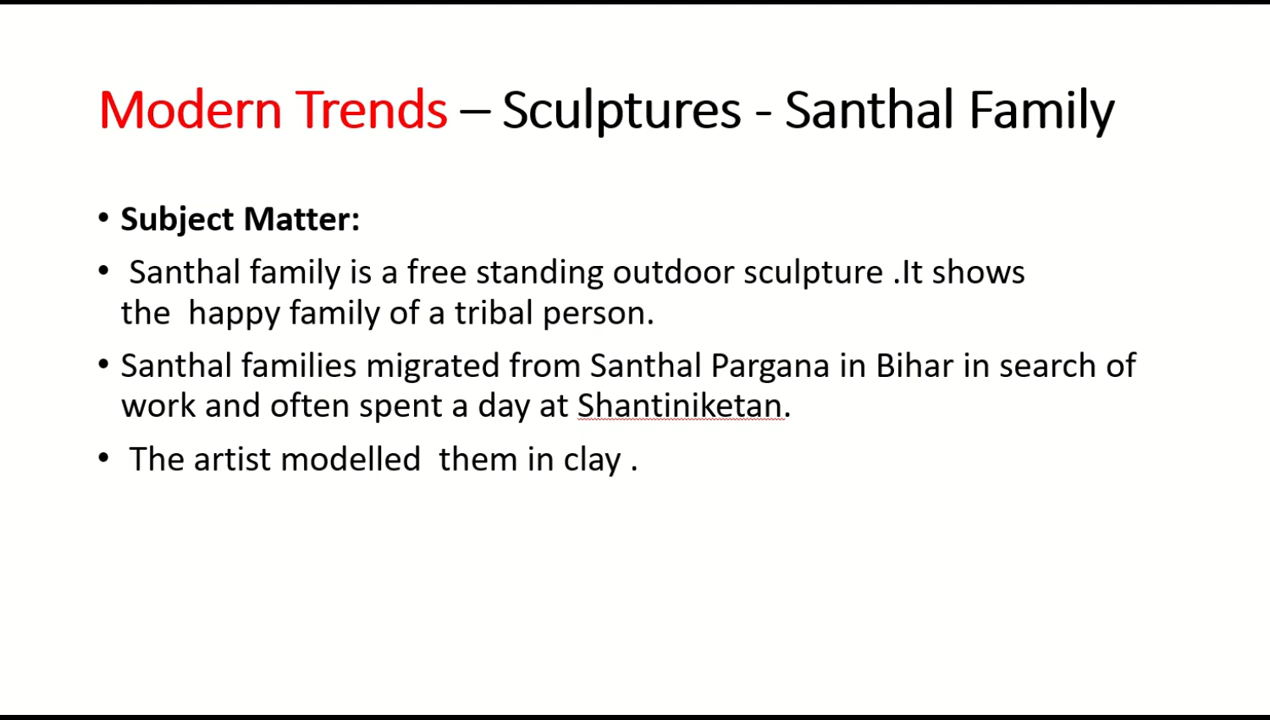 Modern Trends – Sculptures - Santhal Family
• Subject Matter:
• Santhal family is a free standing outdoor sculpture .It shows
the  happy family of a tribal person.
• Santhal families migrated from Santhal Pargana in Bihar in search of
work and often spent a day at Shantiniketan.
• The artist modelled  them in clay .